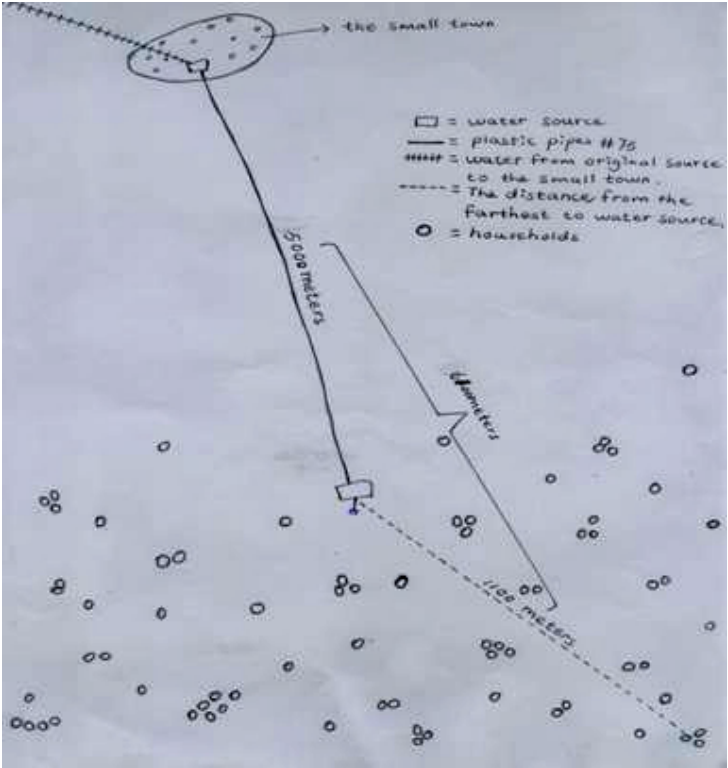 the small town
= water source
= plastic pipes #75
= water from original source
to the small town.
= The distance from the
farthest to water source.
= households
5000 meters
meters
1100 meters